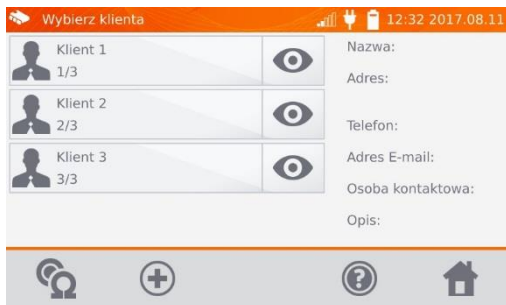 Wybierz klienta
12:32 2017.08.11
Klient 1
1/3
Klient 2
2/3
Klient 3
3/3
Nazwa:
Adres:
Telefon:
Adres E-mail:
Osoba kontaktowa:
Opis: